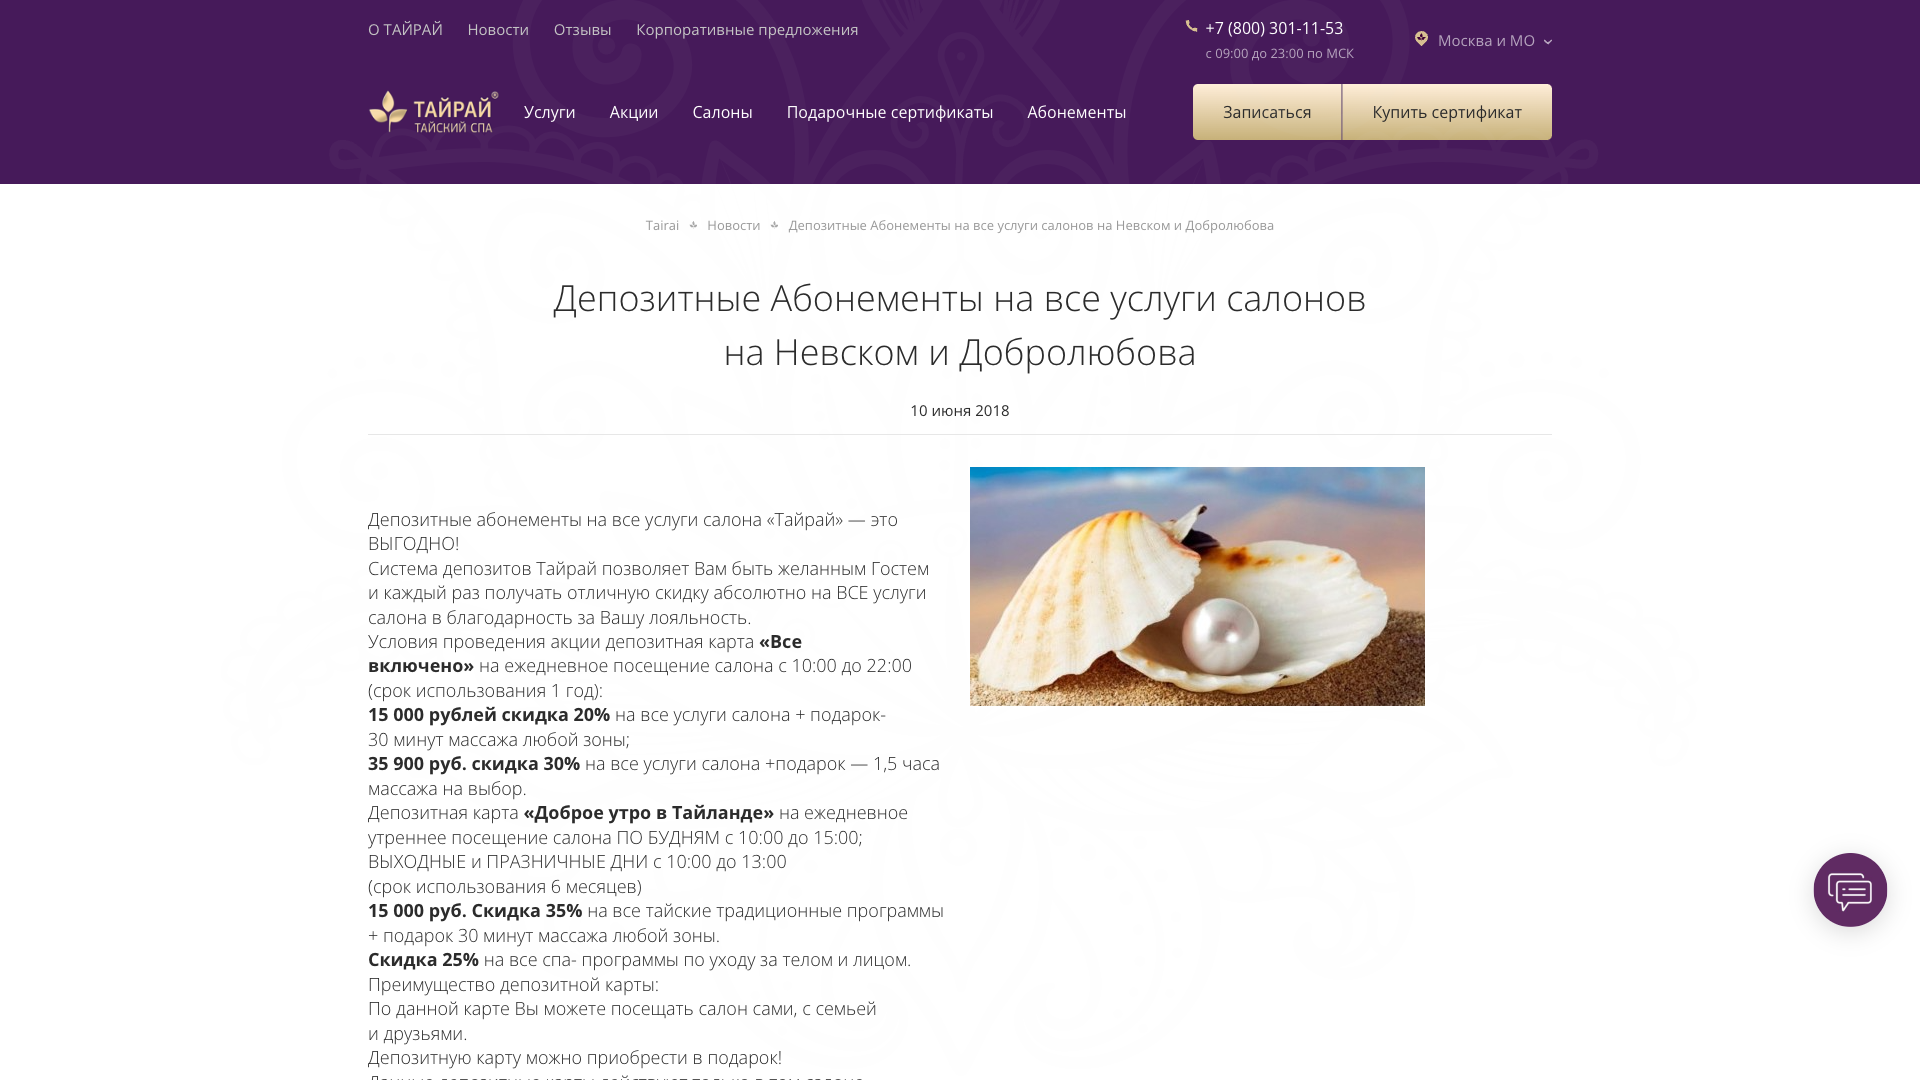 О ТАЙРАЙ Новости Отзывы Корпоративные предложения
+7 (800) 301-11-53
с 09:00 до 23:00 по МСК
Москва и МО
ТАЙРАЙ®
ТАЙСКИЙ СПА
Услуги Акции Салоны Подарочные сертификаты Абонементы
Записаться Купить сертификат
Tairai Новости Депозитные Абонементы на все услуги салонов на Невском и Добролюбова
Депозитные Абонементы на все услуги салонов
на Невском и Добролюбова
10 июня 2018
Депозитные абонементы на все услуги салона «Тайрай» — это
ВЫГОДНО!
Система депозитов Тайрай позволяет Вам быть желанным Гостем
и каждый раз получать отличную скидку абсолютно на ВСЕ услуги
салона в благодарность за Вашу лояльность.
Условия проведения акции депозитная карта «Все
включено» на ежедневное посещение салона с 10:00 до 22:00
(срок использования 1 год):
15 000 рублей скидка 20% на все услуги салона + подарок-
30 минут массажа любой зоны;
35 900 руб. скидка 30% на все услуги салона +подарок — 1,5 часа
массажа на выбор.
Депозитная карта «Доброе утро в Тайланде» на ежедневное
утреннее посещение салона ПО БУДНЯМ с 10:00 до 15:00;
ВЫХОДНЫЕ и ПРАЗНИЧНЫЕ ДНИ с 10:00 до 13:00
(срок использования 6 месяцев)
15 000 руб. Скидка 35% на все тайские традиционные программы
+ подарок 30 минут массажа любой зоны.
Скидка 25% на все спа- программы по уходу за телом и лицом.
Преимущество депозитной карты:
По данной карте Вы можете посещать салон сами, с семьей
и друзьями.
Депозитную карту можно приобрести в подарок!